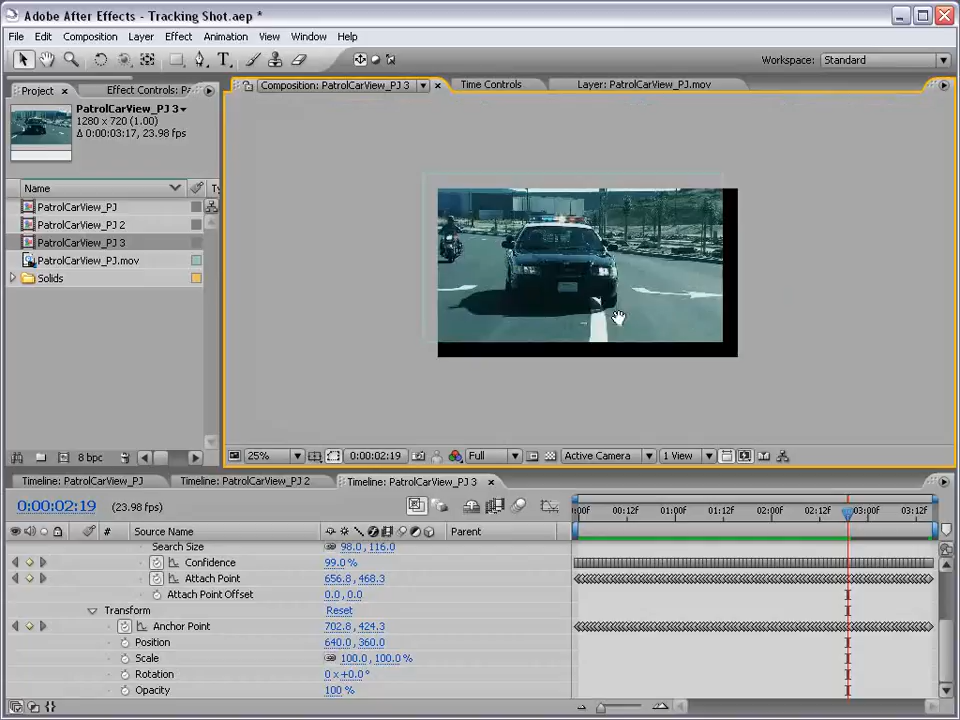 Adobe After Effects - Tracking Shot.aep *
File Edit Composition Layer Effect Animation View Window Help
T Workspace: Standard
Project Effect Controls: Pa
Composition: PatrolCarView_PJ 3 Time Controls Layer: PatrolCarView_PJ.mov
PatrolCarView_PJ 3
1280 x 720 (1.00)
Δ 0:00:03:17, 23.98 fps
Name Ty
PatrolCarView_PJ
PatrolCarView_PJ 2
PatrolCarView_PJ 3
PatrolCarView_PJ.mov
Solids
8 bpc
25% 0:00:02:19 Full Active Camera 1 View
Timeline: PatrolCarView_PJ Timeline: PatrolCarView_PJ 2 Timeline: PatrolCarView_PJ 3
0:00:02:19 (23.98 fps)
:00F 00:12F 01:00F 01:12F 02:00F 02:12F 03:00F 03:12F
# Source Name Parent
Search Size 98.0, 116.0
Confidence 99.0 %
Attach Point 656.8, 468.3
Attach Point Offset 0.0, 0.0
Transform Reset
Anchor Point 702.8, 424.3
Position 640.0, 360.0
Scale 100.0, 100.0 %
Rotation 0 x +0.0 °
Opacity 100 %